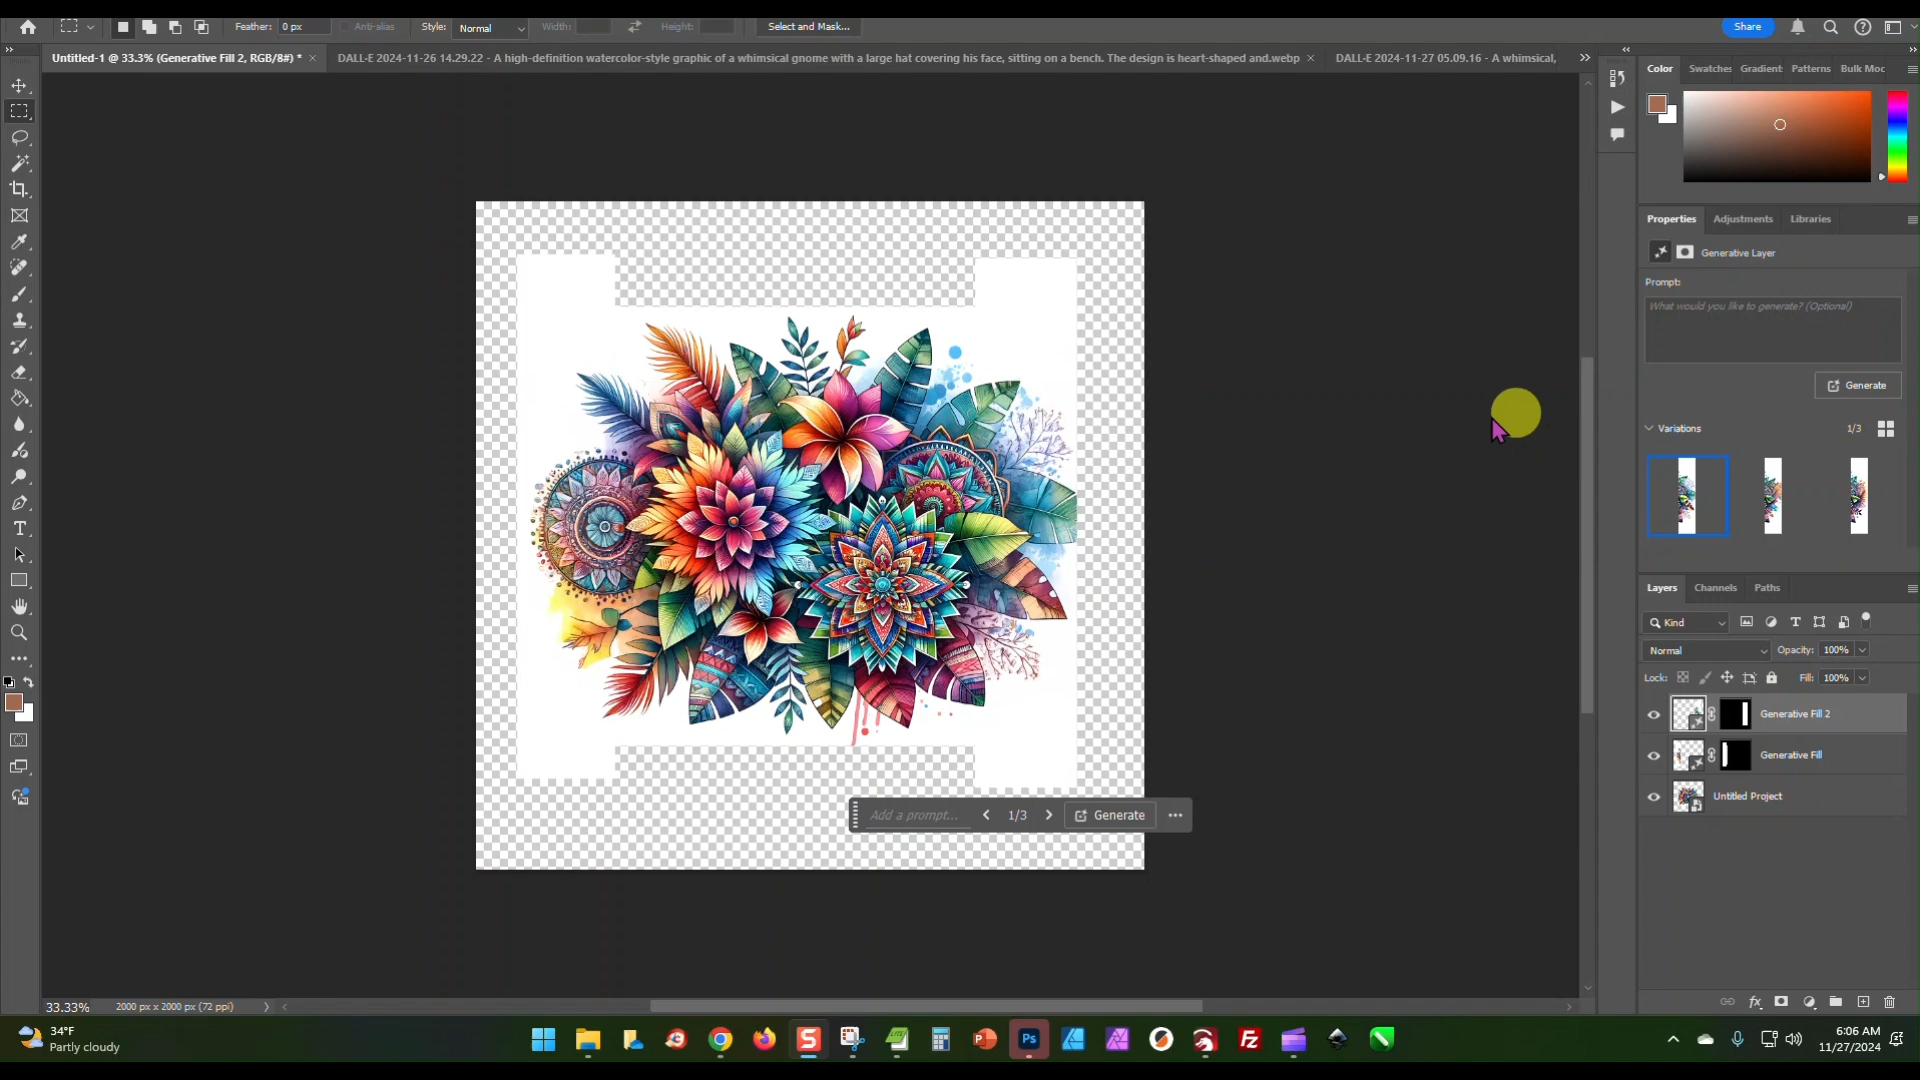 Feather: 0 px Anti-alias Style: Normal Width: Height: Select and Mask... Share
Untitled-1 @ 33.3% (Generative Fill 2, RGB/8#) * × DALL·E 2024-11-26 14.29.22 - A high-definition watercolor-style graphic of a whimsical gnome with a large hat covering his face, sitting on a bench. The design is heart-shaped and.webp × DALL·E 2024-11-27 05.09.16 - A whimsical,
Color Swatches Gradient Patterns Bulk Moc
Properties Adjustments Libraries
Generative Layer
Prompt:
What would you like to generate? (Optional)
Generate
Variations 1/3
Layers Channels Paths
Kind
Normal Opacity: 100%
Lock: Fill: 100%
Generative Fill 2
Generative Fill
Untitled Project
Add a prompt... 1/3 Generate
33.33% 2000 px x 2000 px (72 ppi)
34°F
Partly cloudy
6:06 AM
11/27/2024